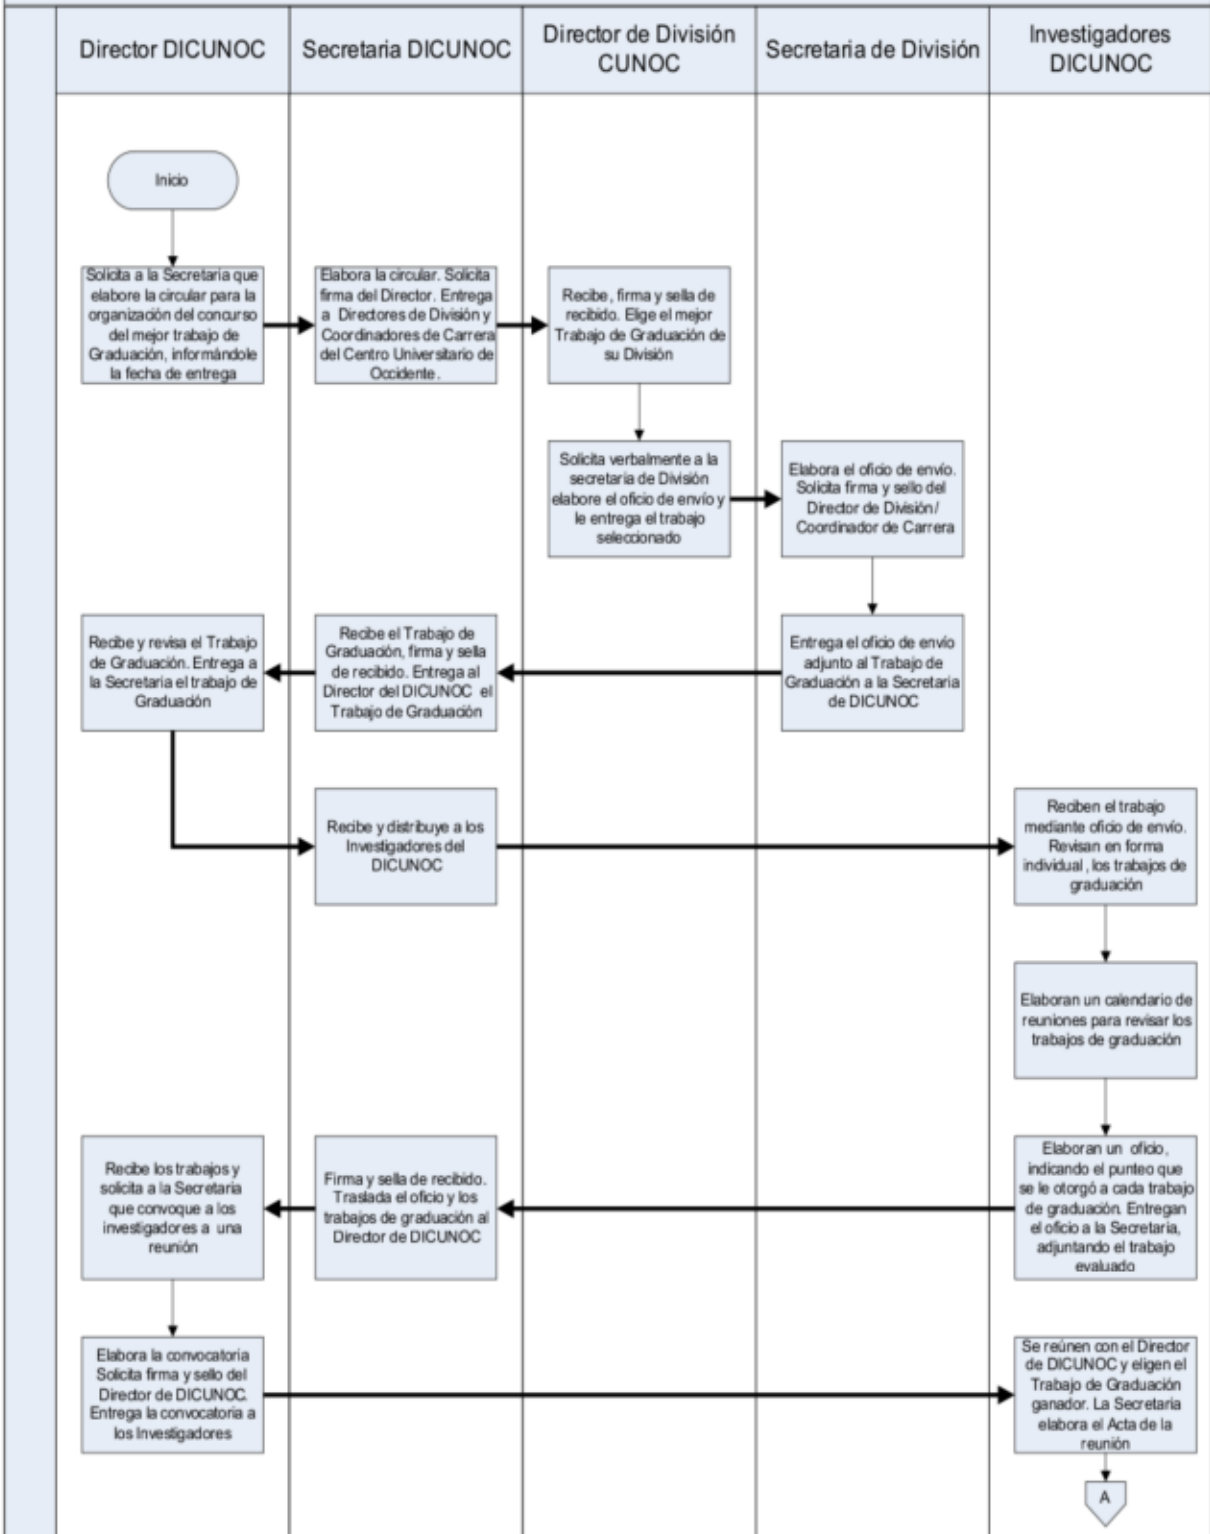 Director DICUNOC
Secretaria DICUNOC
Director de División
CUNOC
Secretaria de División
Investigadores
DICUNOC
Inicio
Solicita a la Secretaria que
elabore la circular para la
organización del concurso
del mejor trabajo de
Graduación, informándole
la fecha de entrega
Elabora la circular. Solicita
firma del Director. Entrega
a Directores de División y
Coordinadores de Carrera
del Centro Universitario de
Occidente.
Recibe, firma y sella de
recibido. Elige el mejor
Trabajo de Graduación de
su División
Solicita verbalmente a la
secretaria de División
elabore el oficio de envío y
le entrega el trabajo
seleccionado
Elabora el oficio de envío.
Solicita firma y sello del
Director de División/
Coordinador de Carrera
Recibe y revisa el Trabajo
de Graduación. Entrega a
la Secretaria el trabajo de
Graduación
Recibe el Trabajo de
Graduación, firma y sella
de recibido. Entrega al
Director del DICUNOC el
Trabajo de Graduación
Entrega el oficio de envío
adjunto al Trabajo de
Graduación a la Secretaria
de DICUNOC
Recibe y distribuye a los
Investigadores del
DICUNOC
Reciben el trabajo
mediante oficio de envío.
Revisan en forma
individual, los trabajos de
graduación
Elaboran un calendario de
reuniones para revisar los
trabajos de graduación
Recibe los trabajos y
solicita a la Secretaria
que convoque a los
investigadores a una
reunión
Firma y sella de recibido.
Traslada el oficio y los
trabajos de graduación al
Director de DICUNOC
Elaboran un oficio,
indicando el punteo que
se le otorgó a cada trabajo
de graduación. Entregan
el oficio a la Secretaria,
adjuntando el trabajo
evaluado
Elabora la convocatoria
Solicita firma y sello del
Director de DICUNOC.
Entrega la convocatoria a
los Investigadores
Se reúnen con el Director
de DICUNOC y eligen el
Trabajo de Graduación
ganador. La Secretaria
elabora el Acta de la
reunión
A